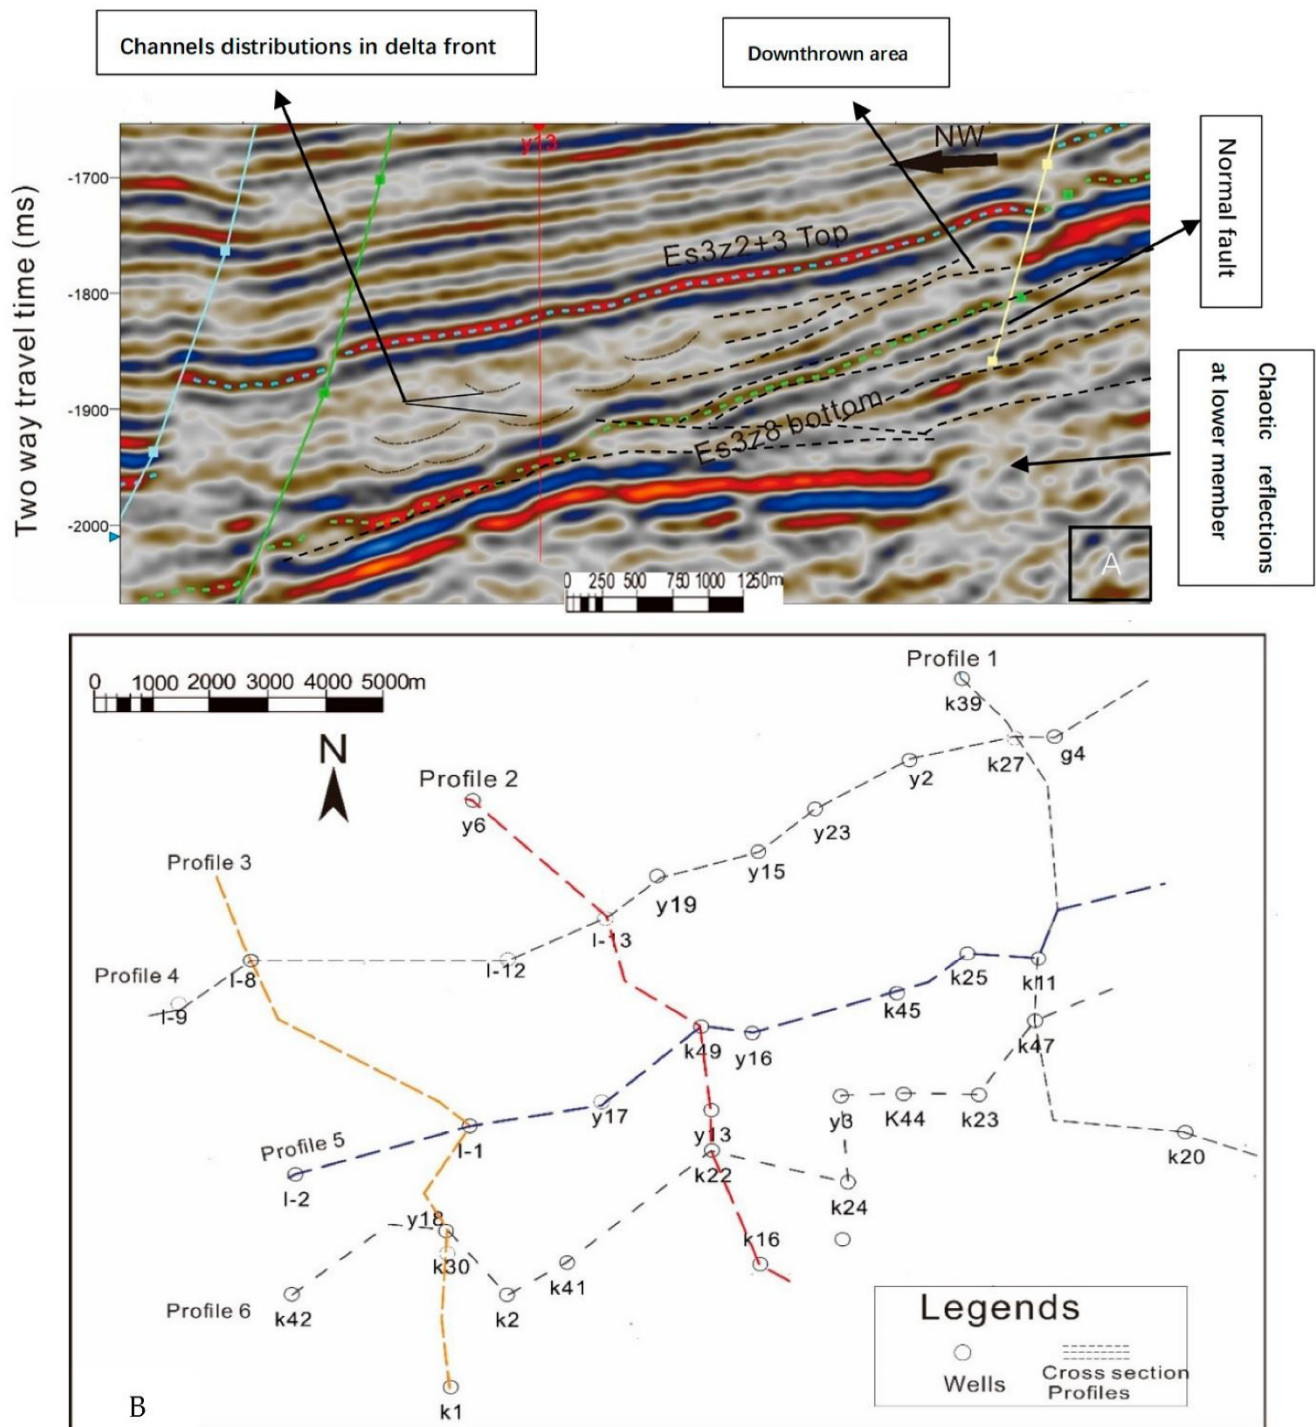 Channels distributions in delta front
Downthrown area
y13
NW
Two way travel time (ms)
-1700
-1800
-1900
-2000
Es3z2+3 Top
Es3z8 bottom
Normal fault
Chaotic reflections
at lower member
A
0 250 500 750 1000 1250m
0 1000 2000 3000 4000 5000m
N
Profile 1
k39
k27
g4
y2
y23
y15
y19
Profile 2
y6
l-13
l-12
Profile 3
l-8
Profile 4
l-9
k25
k11
k45
k47
k49
y16
y17
y13
y3
K44
k23
k20
Profile 5
l-1
l-2
k22
k24
y18
k30
k16
k41
k2
Profile 6
k42
k1
Legends
Wells
Cross section
Profiles
B